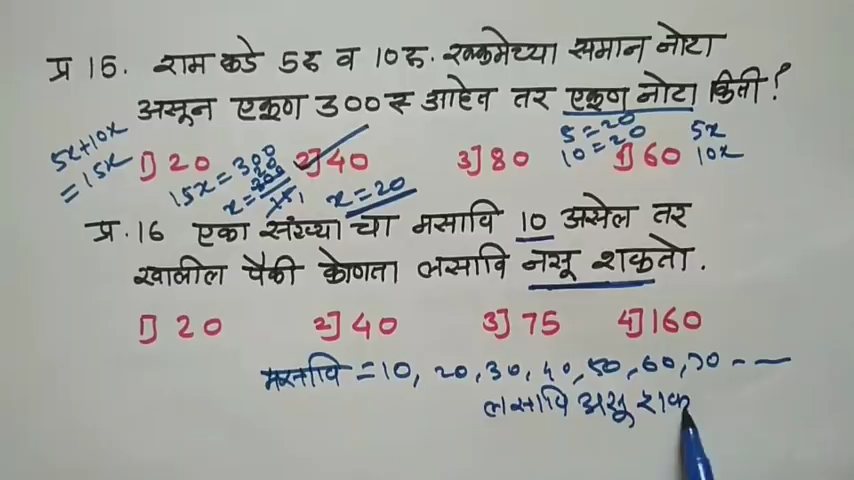 प्र 15. राम कडे 5रु व 10रु. रक्कमेच्या समान नोटा
असून एकूण 300रु आहेत तर एकूण नोटा किती?
5x+10x
= 15x
1] 20 2] 40 3] 80 4] 60
15x = 300
x = 20
5 = 20
10 = 20
5x
10x
प्र.16 एका संख्या चा मसावि 10 असेल तर
खालील पैकी कोणता लसावि नसू शकतो.
1] 20 2] 40 3] 75 4] 160
मसावि = 10, 20, 30, 40, 50, 60, 70 - —
लसावि असू शक